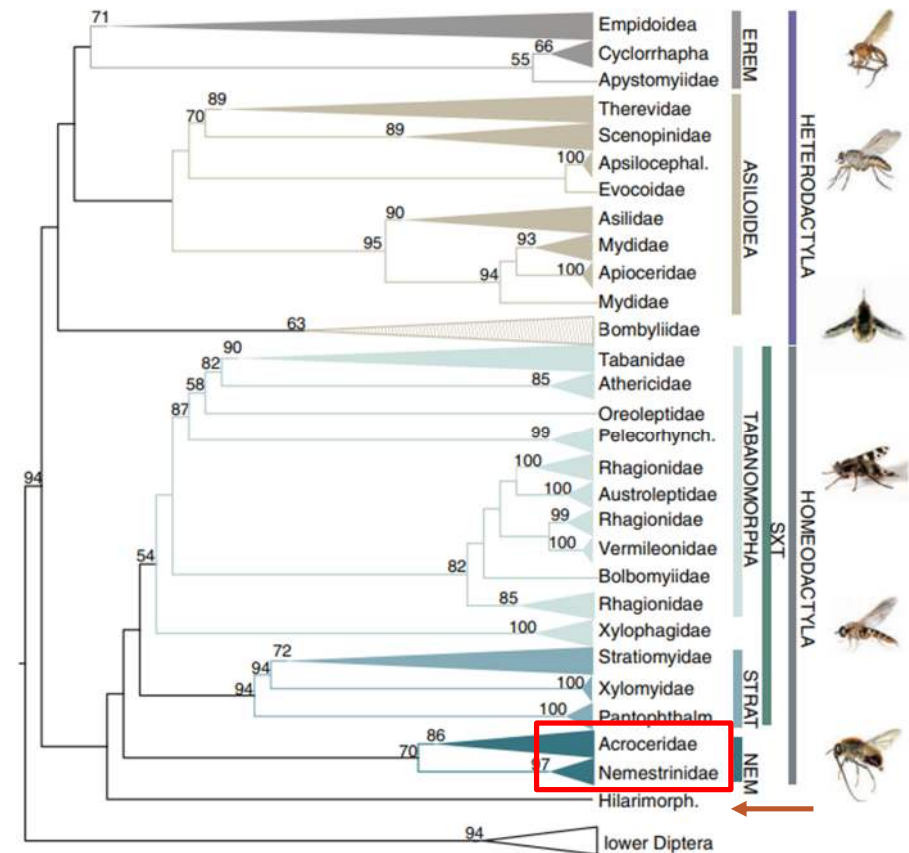 71
Empidoidea
66
Cyclorrhapha
55
Apystomyiidae
EREM
89
Therevidae
70
89
Scenopinidae
100
Apsilocephal.
Evocoidae
90
Asilidae
95
93
Mydidae
94
100
Apioceridae
Mydidae
ASILOIDEA
63
Bombyliidae
HETERODACTYLA
90
Tabanidae
82
85
Athericidae
58
Oreoleptidae
87
99
Pelecorhynch.
100
Rhagionidae
100
Austroleptidae
99
Rhagionidae
100
Vermileonidae
82
Bolbomyiidae
85
Rhagionidae
94
54
100
Xylophagidae
TABANOMORPHA
72
Stratiomyidae
94
100
Xylomyidae
94
100
Pantophthalm.
STRAT
SXT
86
Acroceridae
70
97
Nemestrinidae
NEM
HOMEODACTYLA
Hilarimorph.
94
lower Diptera